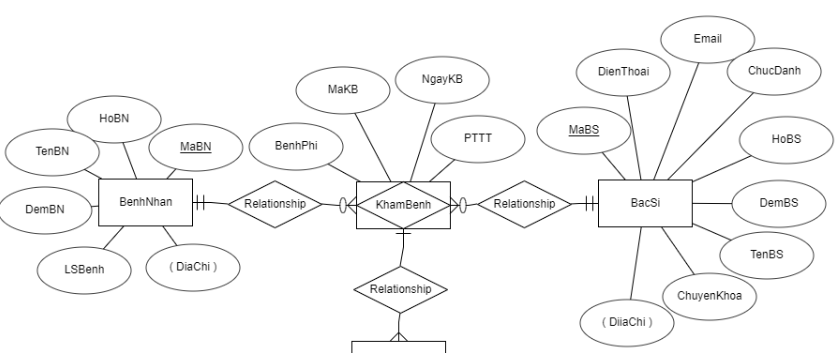 Email
DienThoai
ChucDanh
NgayKB
MaKB
HoBN
MaBS
PTTT
HoBS
MaBN
BenhPhi
TenBN
BenhNhan
Relationship
KhamBenh
Relationship
BacSi
DemBS
DemBN
TenBS
LSBenh
( DiaChi )
Relationship
ChuyenKhoa
( DiiaChi )